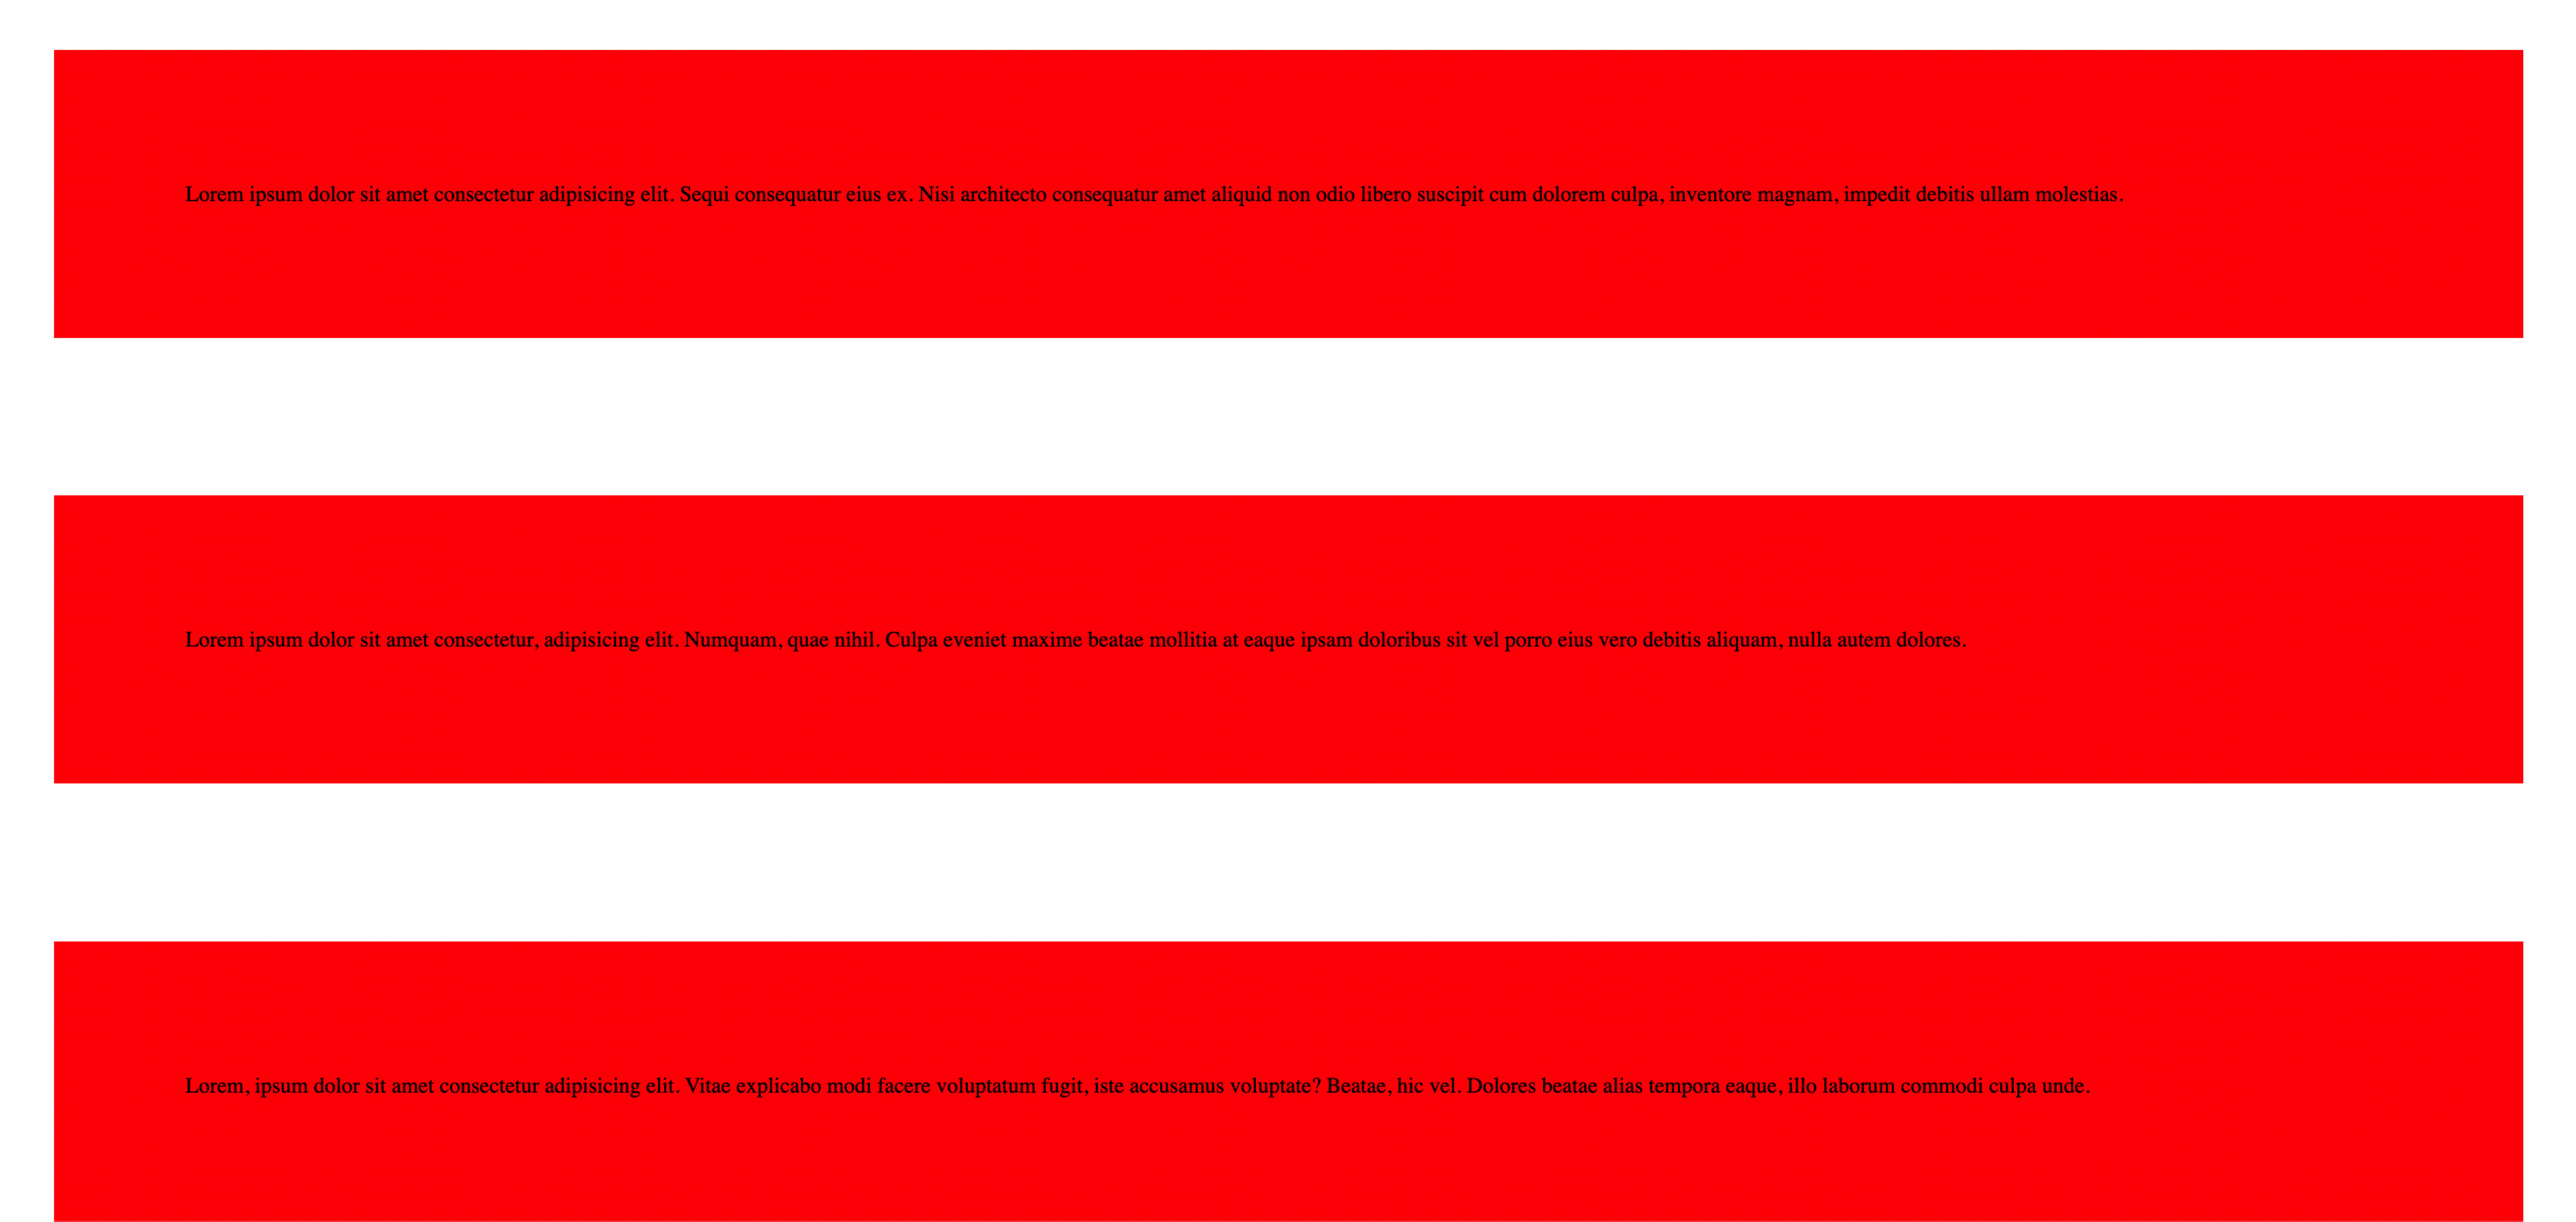 Lorem ipsum dolor sit amet consectetur adipisicing elit. Sequi consequatur eius ex. Nisi architecto consequatur amet aliquid non odio libero suscipit cum dolorem culpa, inventore magnam, impedit debitis ullam molestias.
Lorem ipsum dolor sit amet consectetur, adipisicing elit. Numquam, quae nihil. Culpa eveniet maxime beatae mollitia at eaque ipsam doloribus sit vel porro eius vero debitis aliquam, nulla autem dolores.
Lorem, ipsum dolor sit amet consectetur adipisicing elit. Vitae explicabo modi facere voluptatum fugit, iste accusamus voluptate? Beatae, hic vel. Dolores beatae alias tempora eaque, illo laborum commodi culpa unde.